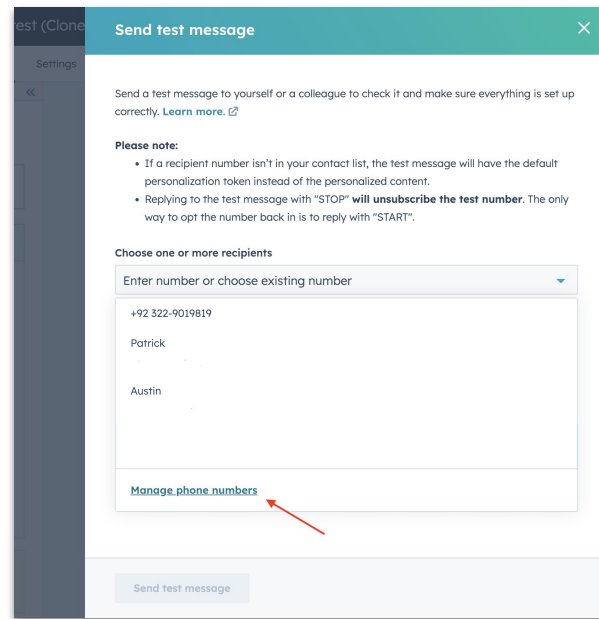 est (Clone
Send test message
Settings
Send a test message to yourself or a colleague to check it and make sure everything is set up
correctly. Learn more.
Please note:
• If a recipient number isn't in your contact list, the test message will have the default
personalization token instead of the personalized content.
• Replying to the test message with "STOP" will unsubscribe the test number. The only
way to opt the number back in is to reply with "START".
Choose one or more recipients
Enter number or choose existing number
+92 322-9019819
Patrick
Austin
Manage phone numbers
Send test message